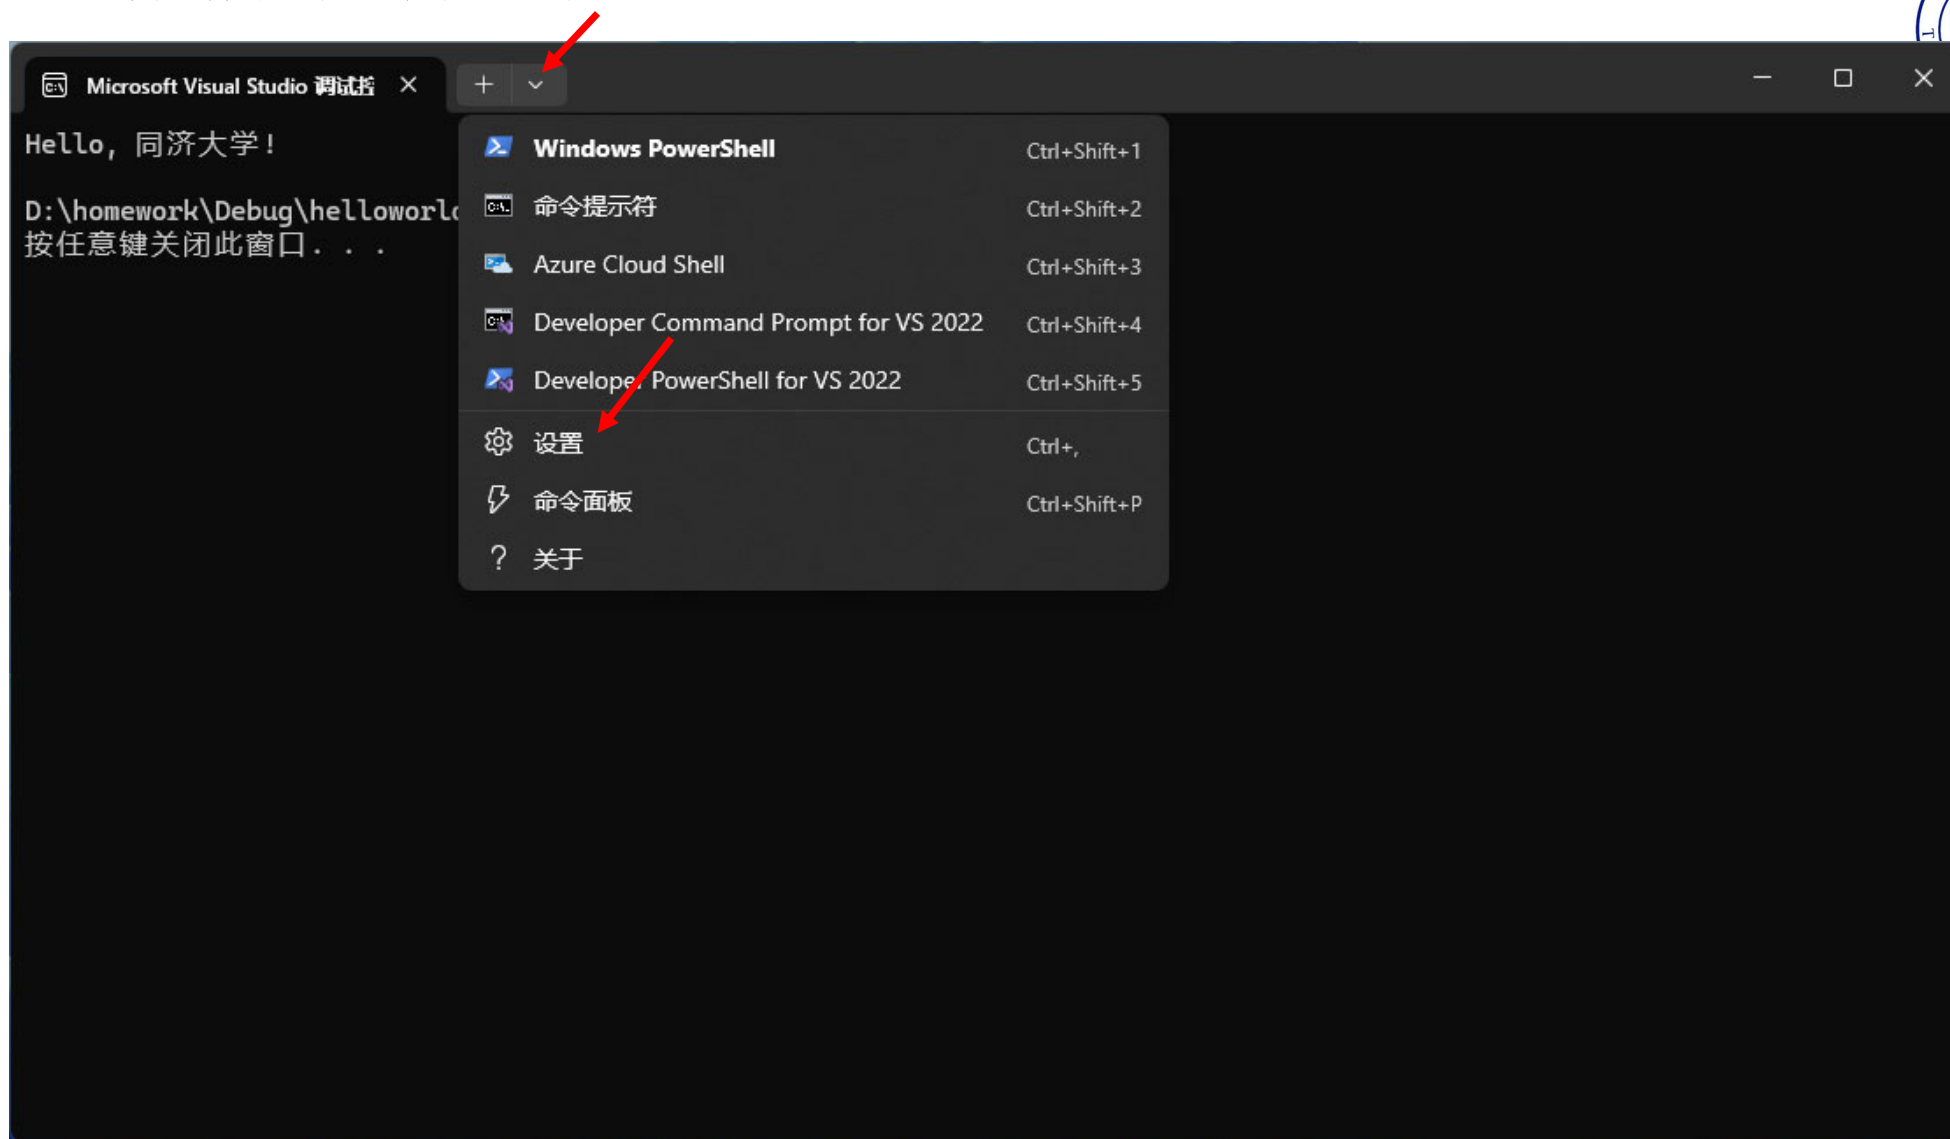 Microsoft Visual Studio 调试
Hello, 同济大学!
D:\homework\Debug\helloworl
按任意键关闭此窗口. . .
Windows PowerShell Ctrl+Shift+1
命令提示符 Ctrl+Shift+2
Azure Cloud Shell Ctrl+Shift+3
Developer Command Prompt for VS 2022 Ctrl+Shift+4
Developer PowerShell for VS 2022 Ctrl+Shift+5
设置 Ctrl+,
命令面板 Ctrl+Shift+P
? 关于